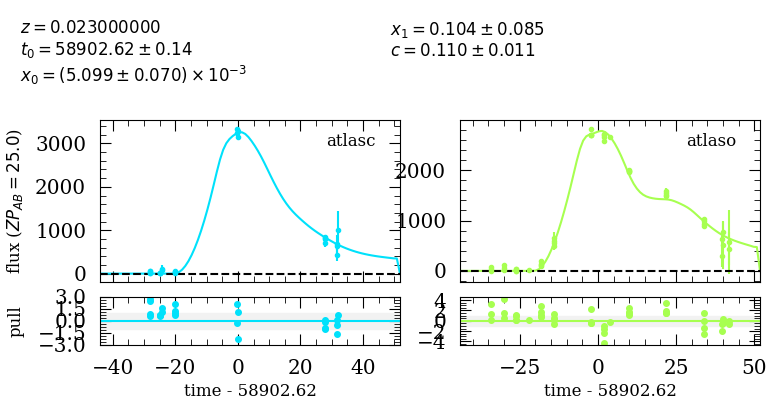 z = 0.023000000
t₀ = 58902.62 ± 0.14
x₀ = (5.099 ± 0.070) × 10⁻³
x₁ = 0.104 ± 0.085
c = 0.110 ± 0.011
flux (ZP_{AB} = 25.0)
3000
2000
1000
0
atlasc
2000
1000
0
atlaso
pull
3.0
1.5
0.0
−1.5
−3.0
4
2
0
−2
−4
−40 −20 0 20 40
−25 0 25 50
time - 58902.62
time - 58902.62